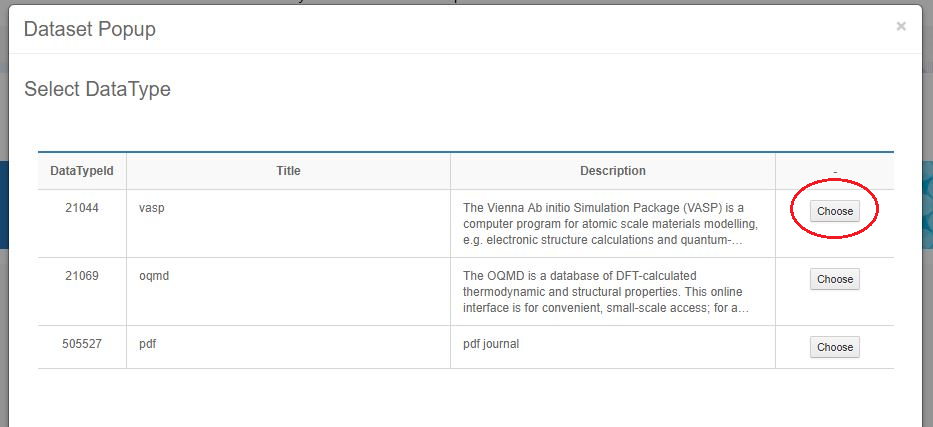 Dataset Popup ×
Select DataType
DataTypeId Title Description -
21044 vasp The Vienna Ab initio Simulation Package (VASP) is a
computer program for atomic scale materials modelling,
e.g. electronic structure calculations and quantum-...
Choose
21069 oqmd The OQMD is a database of DFT-calculated
thermodynamic and structural properties. This online
interface is for convenient, small-scale access; for a...
Choose
505527 pdf pdf journal Choose